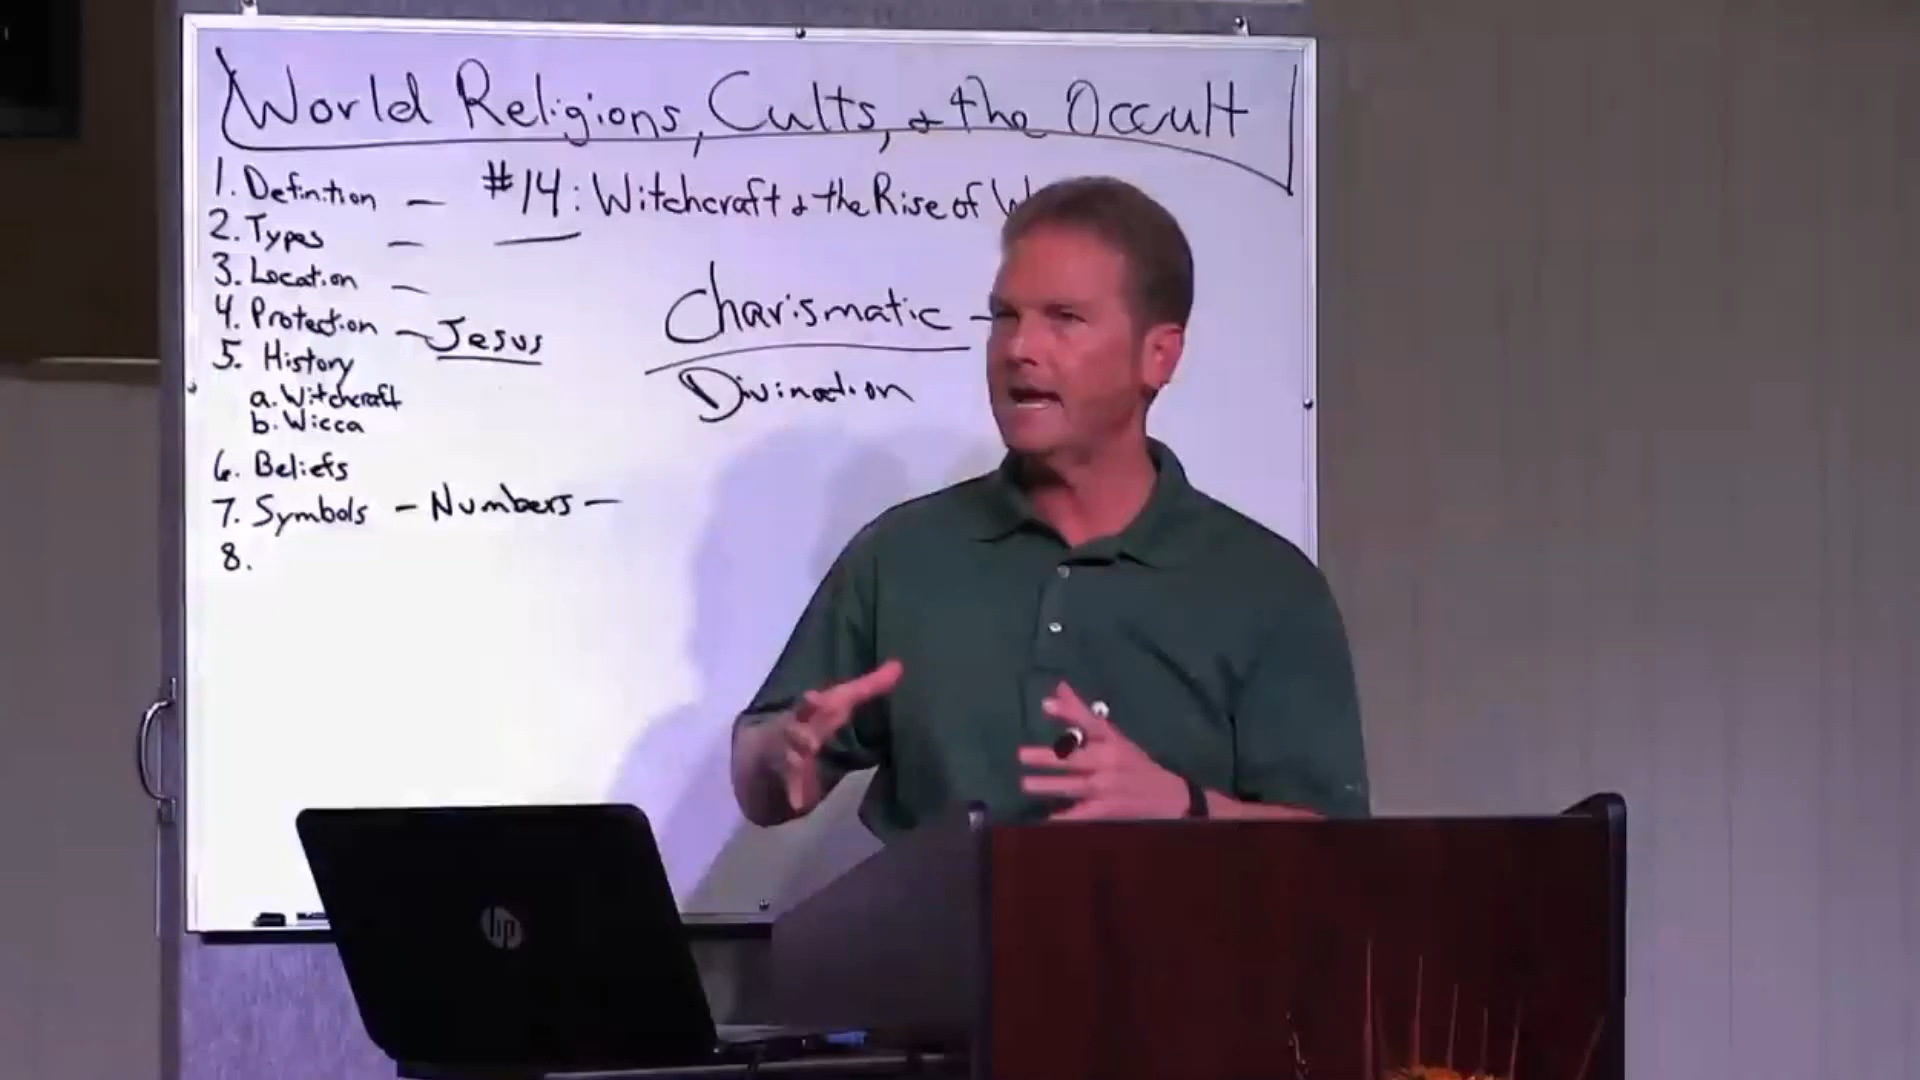 World Religions, Cults, & the Occult
#14: Witchcraft & the Rise of
1. Definition -
2. Types -
3. Location -
4. Protection - Jesus
5. History
a. Witchcraft
b. Wicca
6. Beliefs
7. Symbols - Numbers -
8.
Charismatic -
Divination
hp